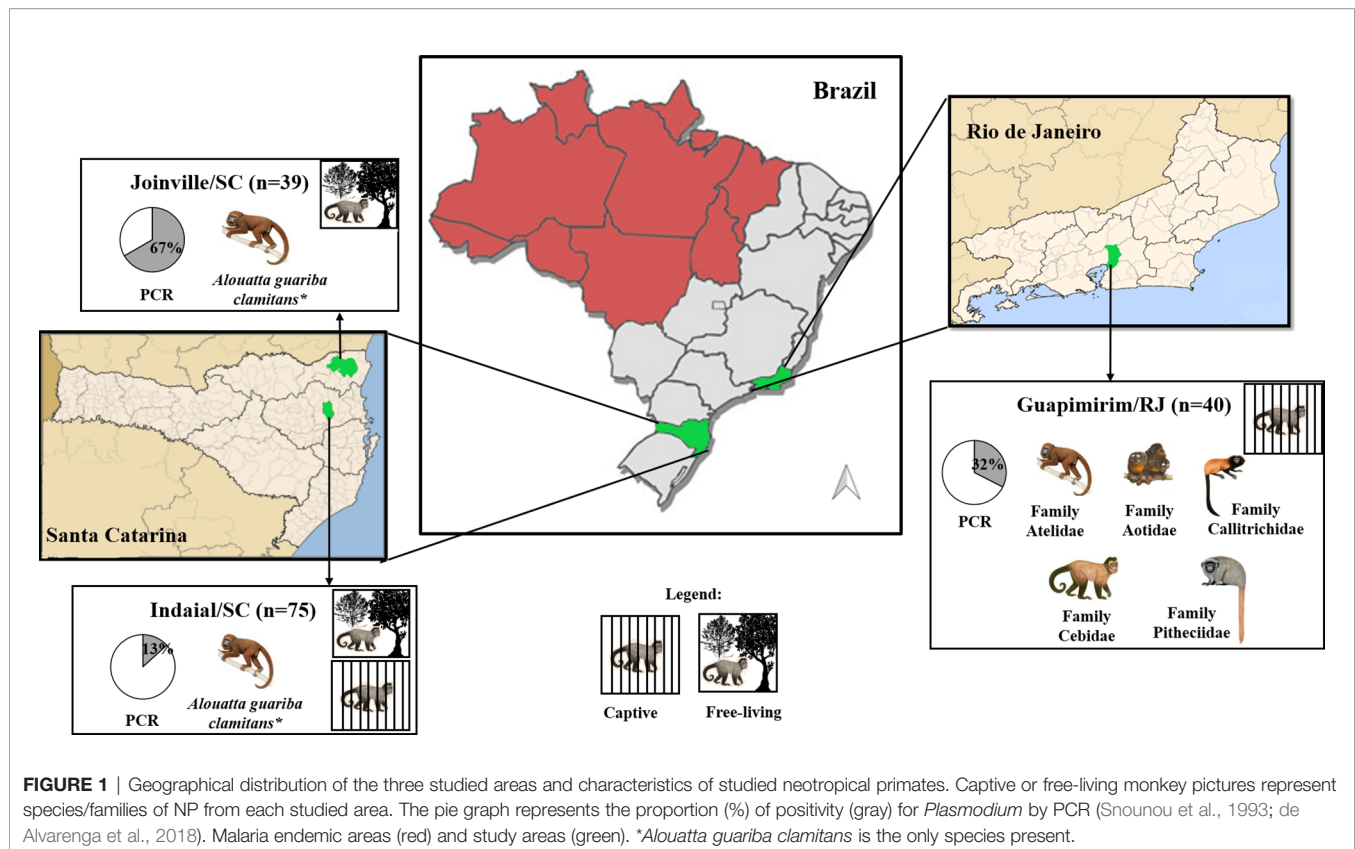 Brazil
Rio de Janeiro
Joinville/SC (n=39)
67%
PCR
Alouatta guariba
clamitans*
Santa Catarina
Indaial/SC (n=75)
13%
PCR
Alouatta guariba
clamitans*
Guapimirim/RJ (n=40)
32%
PCR
Family
Atelidae
Family
Aotidae
Family
Callitrichidae
Family
Cebidae
Family
Pitheciidae
Legend:
Captive
Free-living
FIGURE 1 | Geographical distribution of the three studied areas and characteristics of studied neotropical primates. Captive or free-living monkey pictures represent
species/families of NP from each studied area. The pie graph represents the proportion (%) of positivity (gray) for Plasmodium by PCR (Snounou et al., 1993; de
Alvarenga et al., 2018). Malaria endemic areas (red) and study areas (green). *Alouatta guariba clamitans is the only species present.